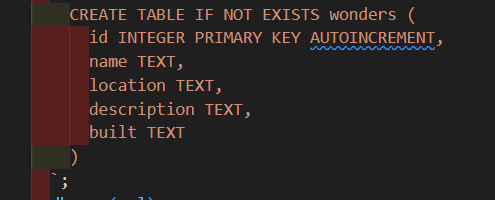 CREATE TABLE IF NOT EXISTS wonders (
id INTEGER PRIMARY KEY AUTOINCREMENT,
name TEXT,
location TEXT,
description TEXT,
built TEXT
)
`;